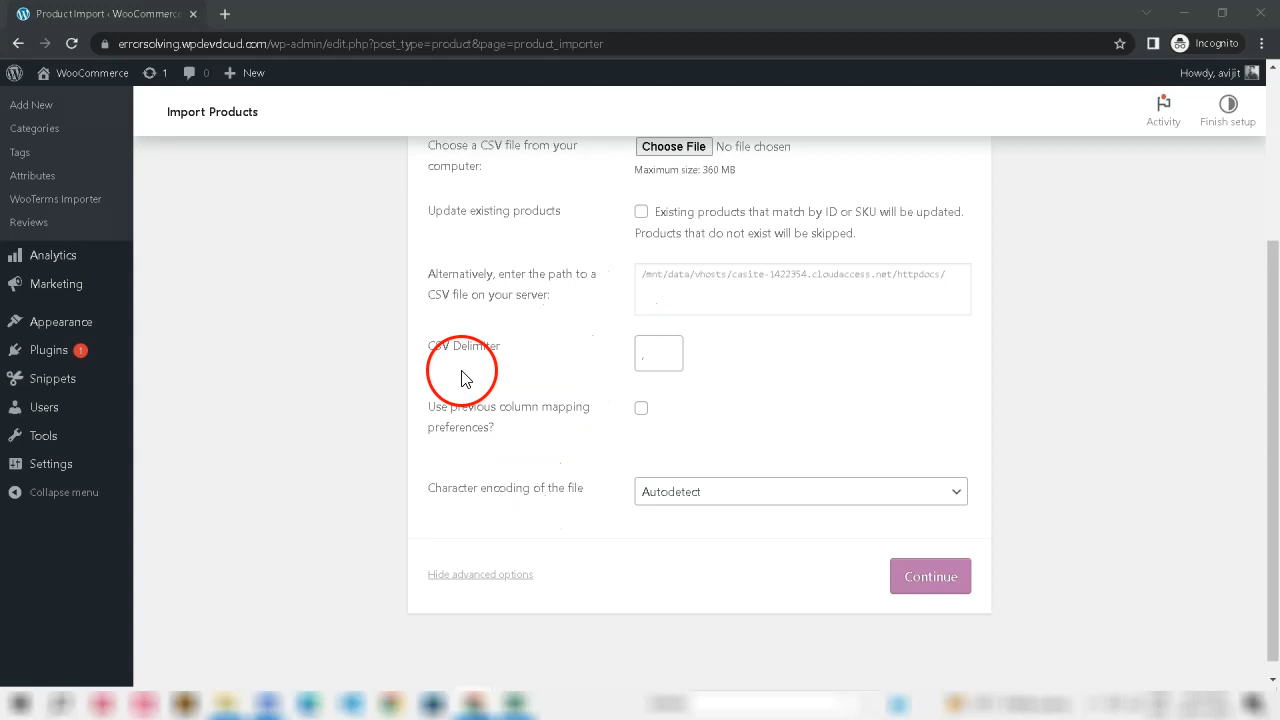 Product Import ‹ WooCommerce
errorsolving.wpdevcloud.com/wp-admin/edit.php?post_type=product&page=product_importer
Incognito
WooCommerce 1 0 New
Howdy, avijit
Add New
Categories
Tags
Attributes
WooTerms Importer
Reviews
Analytics
Marketing
Appearance
Plugins
Snippets
Users
Tools
Settings
Collapse menu
Import Products
Activity
Finish setup
Choose a CSV file from your
computer:
Choose File No file chosen
Maximum size: 360 MB
Update existing products
Existing products that match by ID or SKU will be updated.
Products that do not exist will be skipped.
Alternatively, enter the path to a
CSV file on your server:
/mnt/data/vhosts/casite-1422354.cloudaccess.net/httpdocs/
CSV Delimiter
,
Use previous column mapping
preferences?
Character encoding of the file
Autodetect
Hide advanced options
Continue